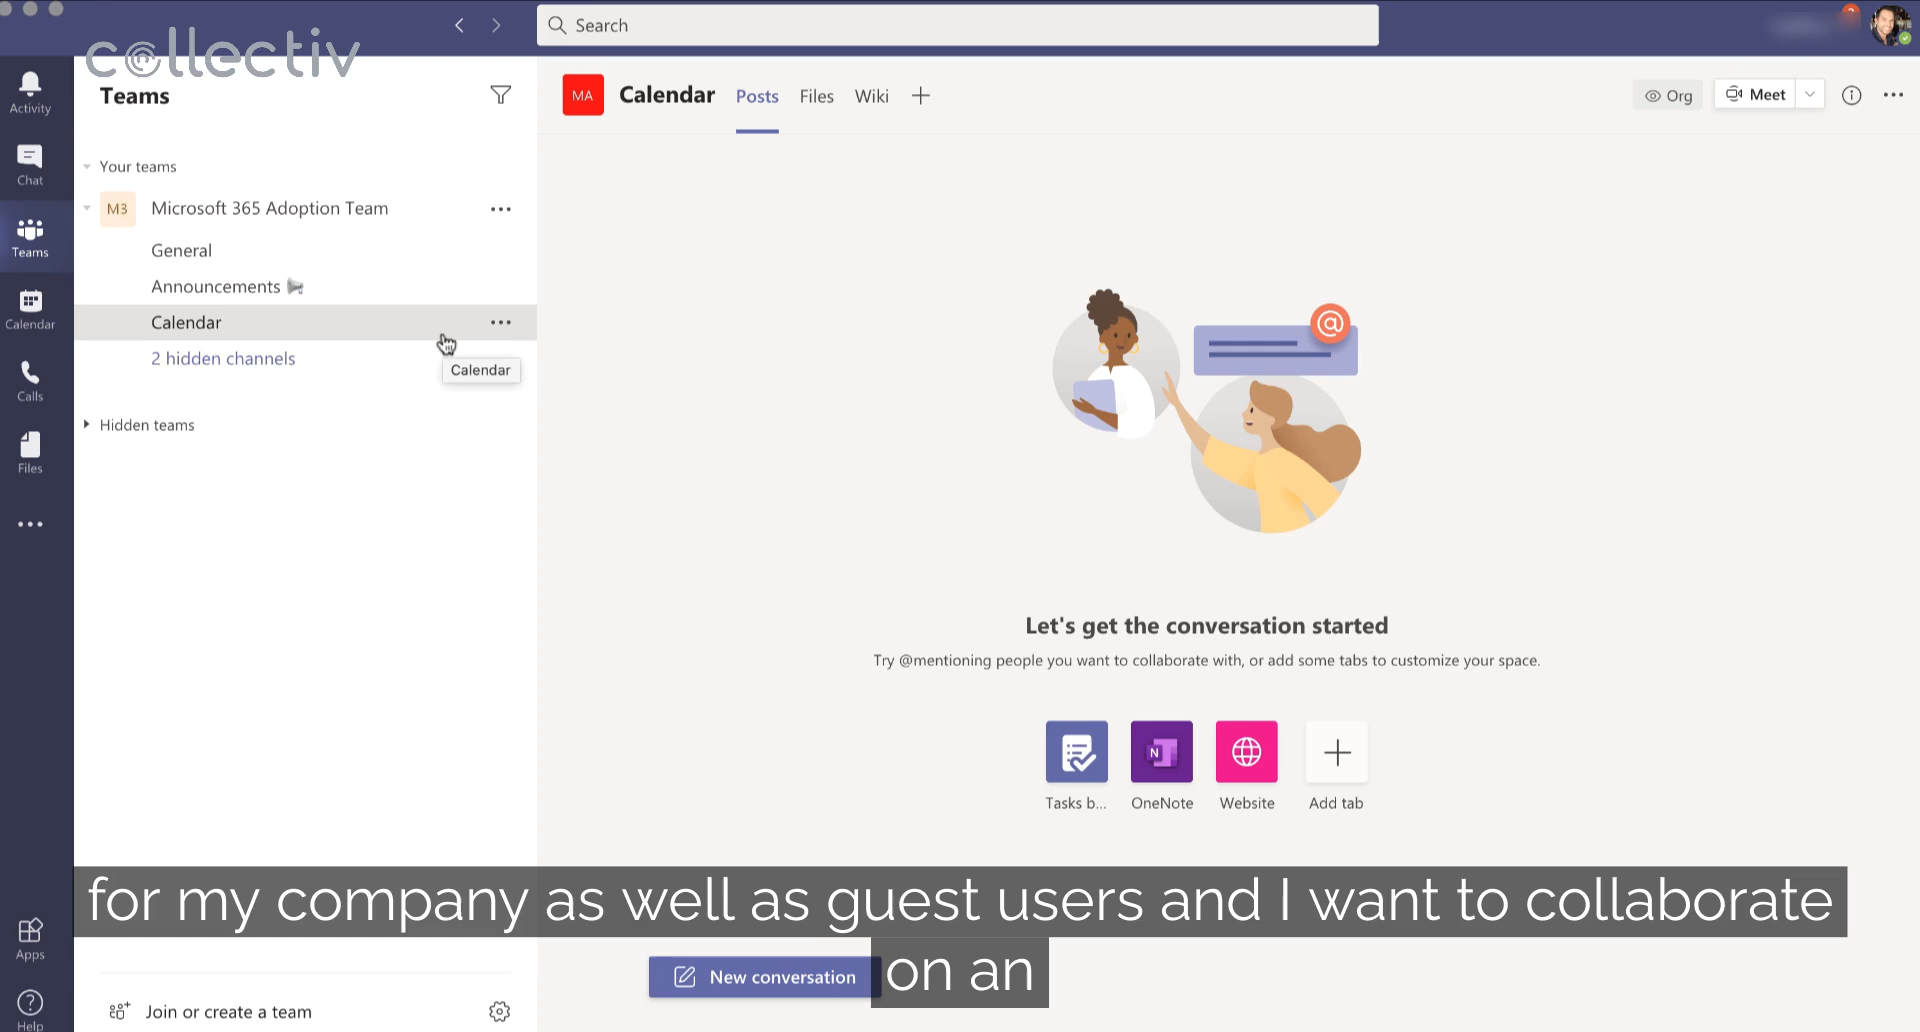 Search
collectiv
Activity
Chat
Teams
Calendar
Calls
Files
Apps
Help
Teams
Your teams
M3 Microsoft 365 Adoption Team
General
Announcements
Calendar
2 hidden channels
Calendar
Hidden teams
Join or create a team
MA Calendar Posts Files Wiki
Org Meet
@
Let's get the conversation started
Try @mentioning people you want to collaborate with, or add some tabs to customize your space.
N
Tasks b... OneNote Website Add tab
New conversation
for my company as well as guest users and I want to collaborate
on an